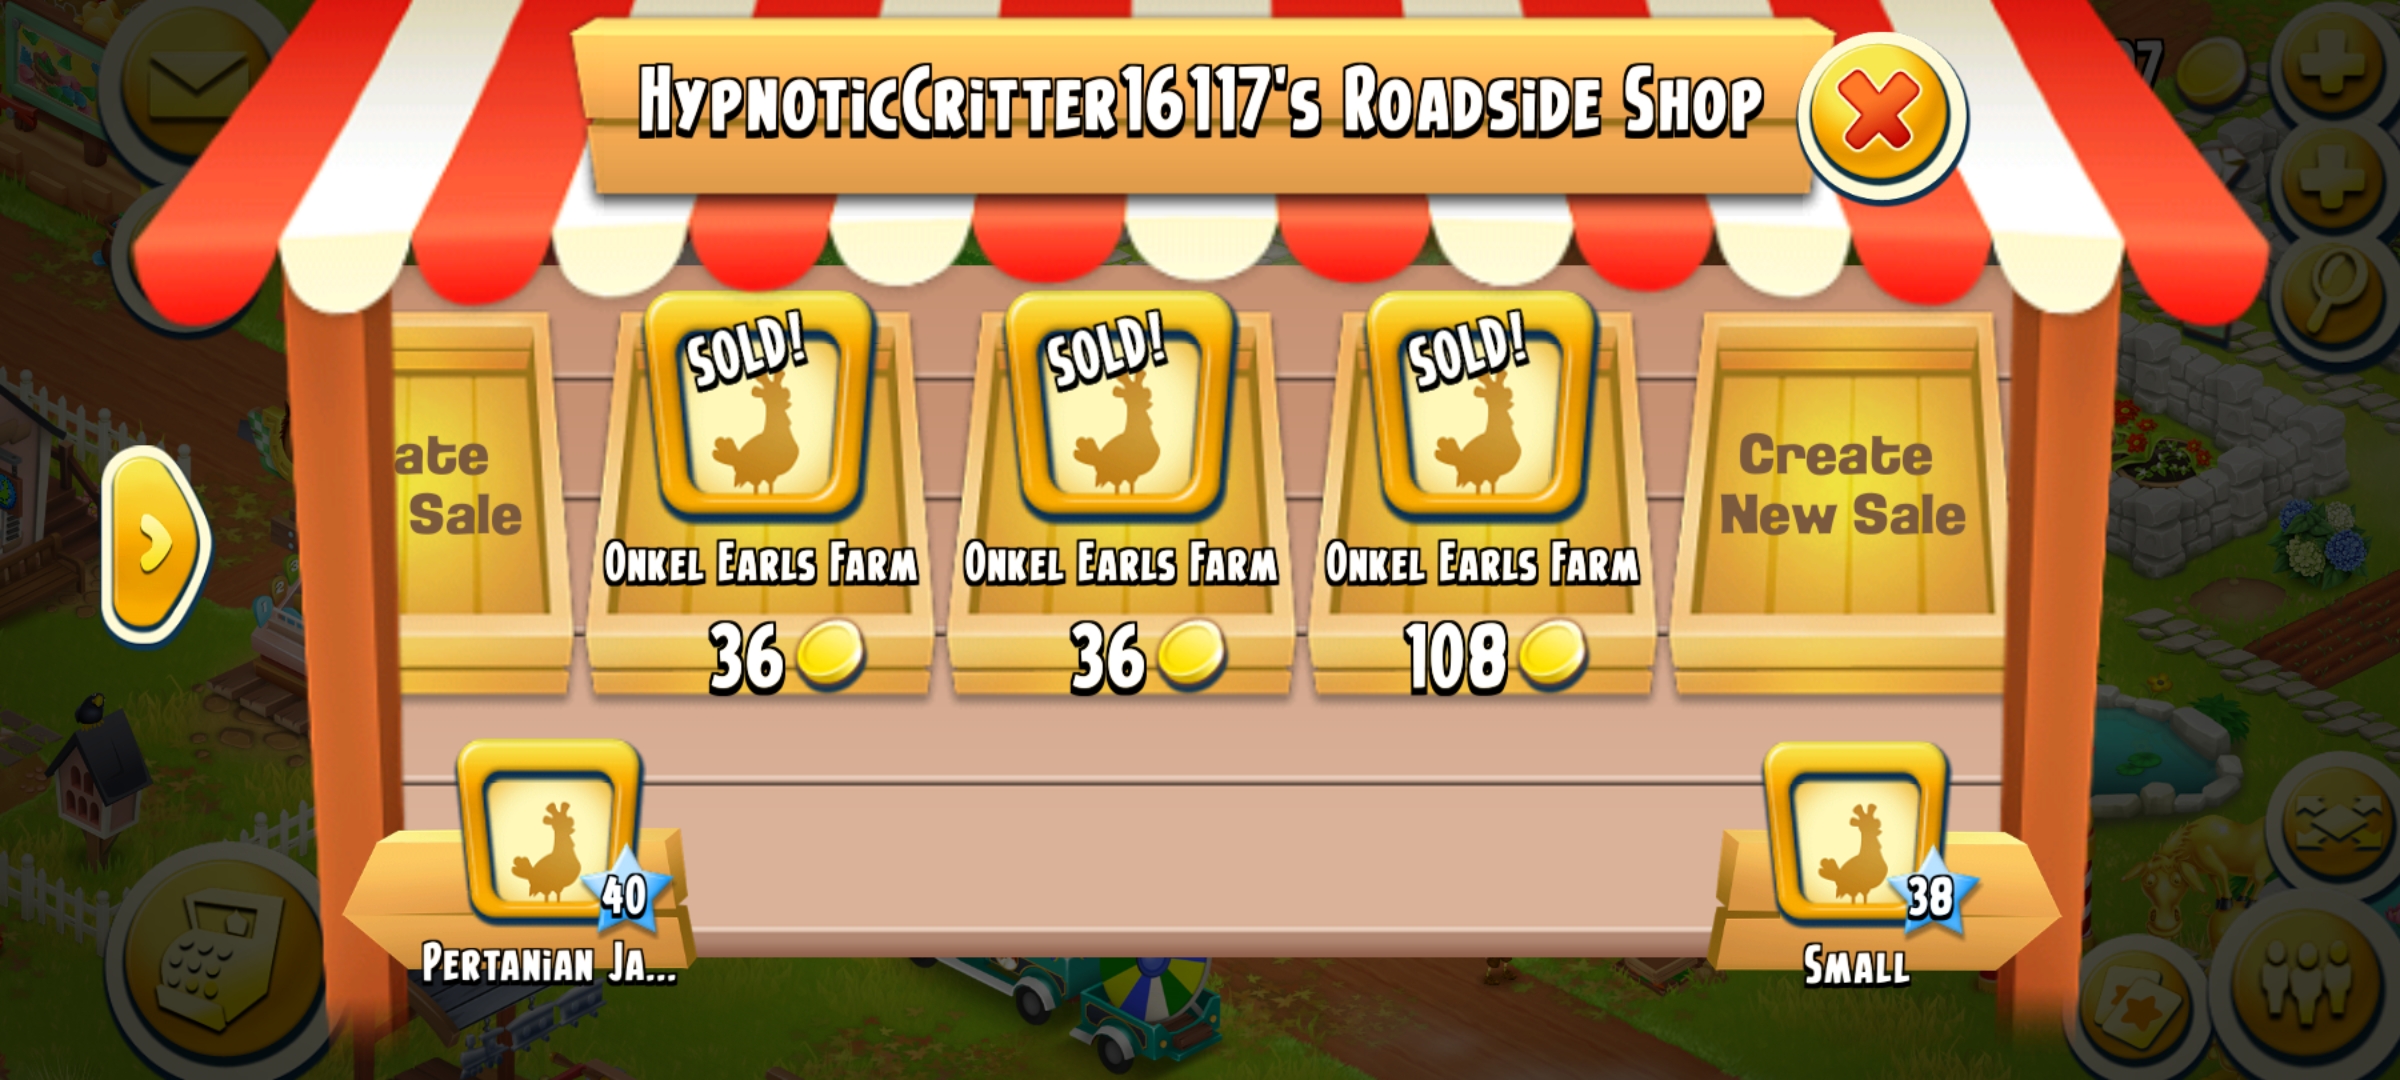 HypnoticCritter16117's Roadside Shop
SOLD!
SOLD!
SOLD!
ate
Sale
Create
New Sale
Onkel Earls Farm
Onkel Earls Farm
Onkel Earls Farm
36
36
108
40
Pertanian Ja...
38
Small